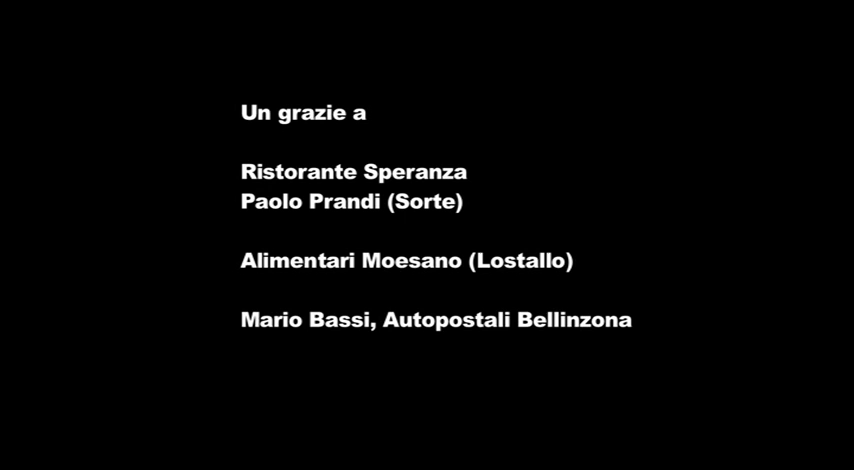 Un grazie a
Ristorante Speranza
Paolo Prandi (Sorte)
Alimentari Moesano (Lostallo)
Mario Bassi, Autopostali Bellinzona